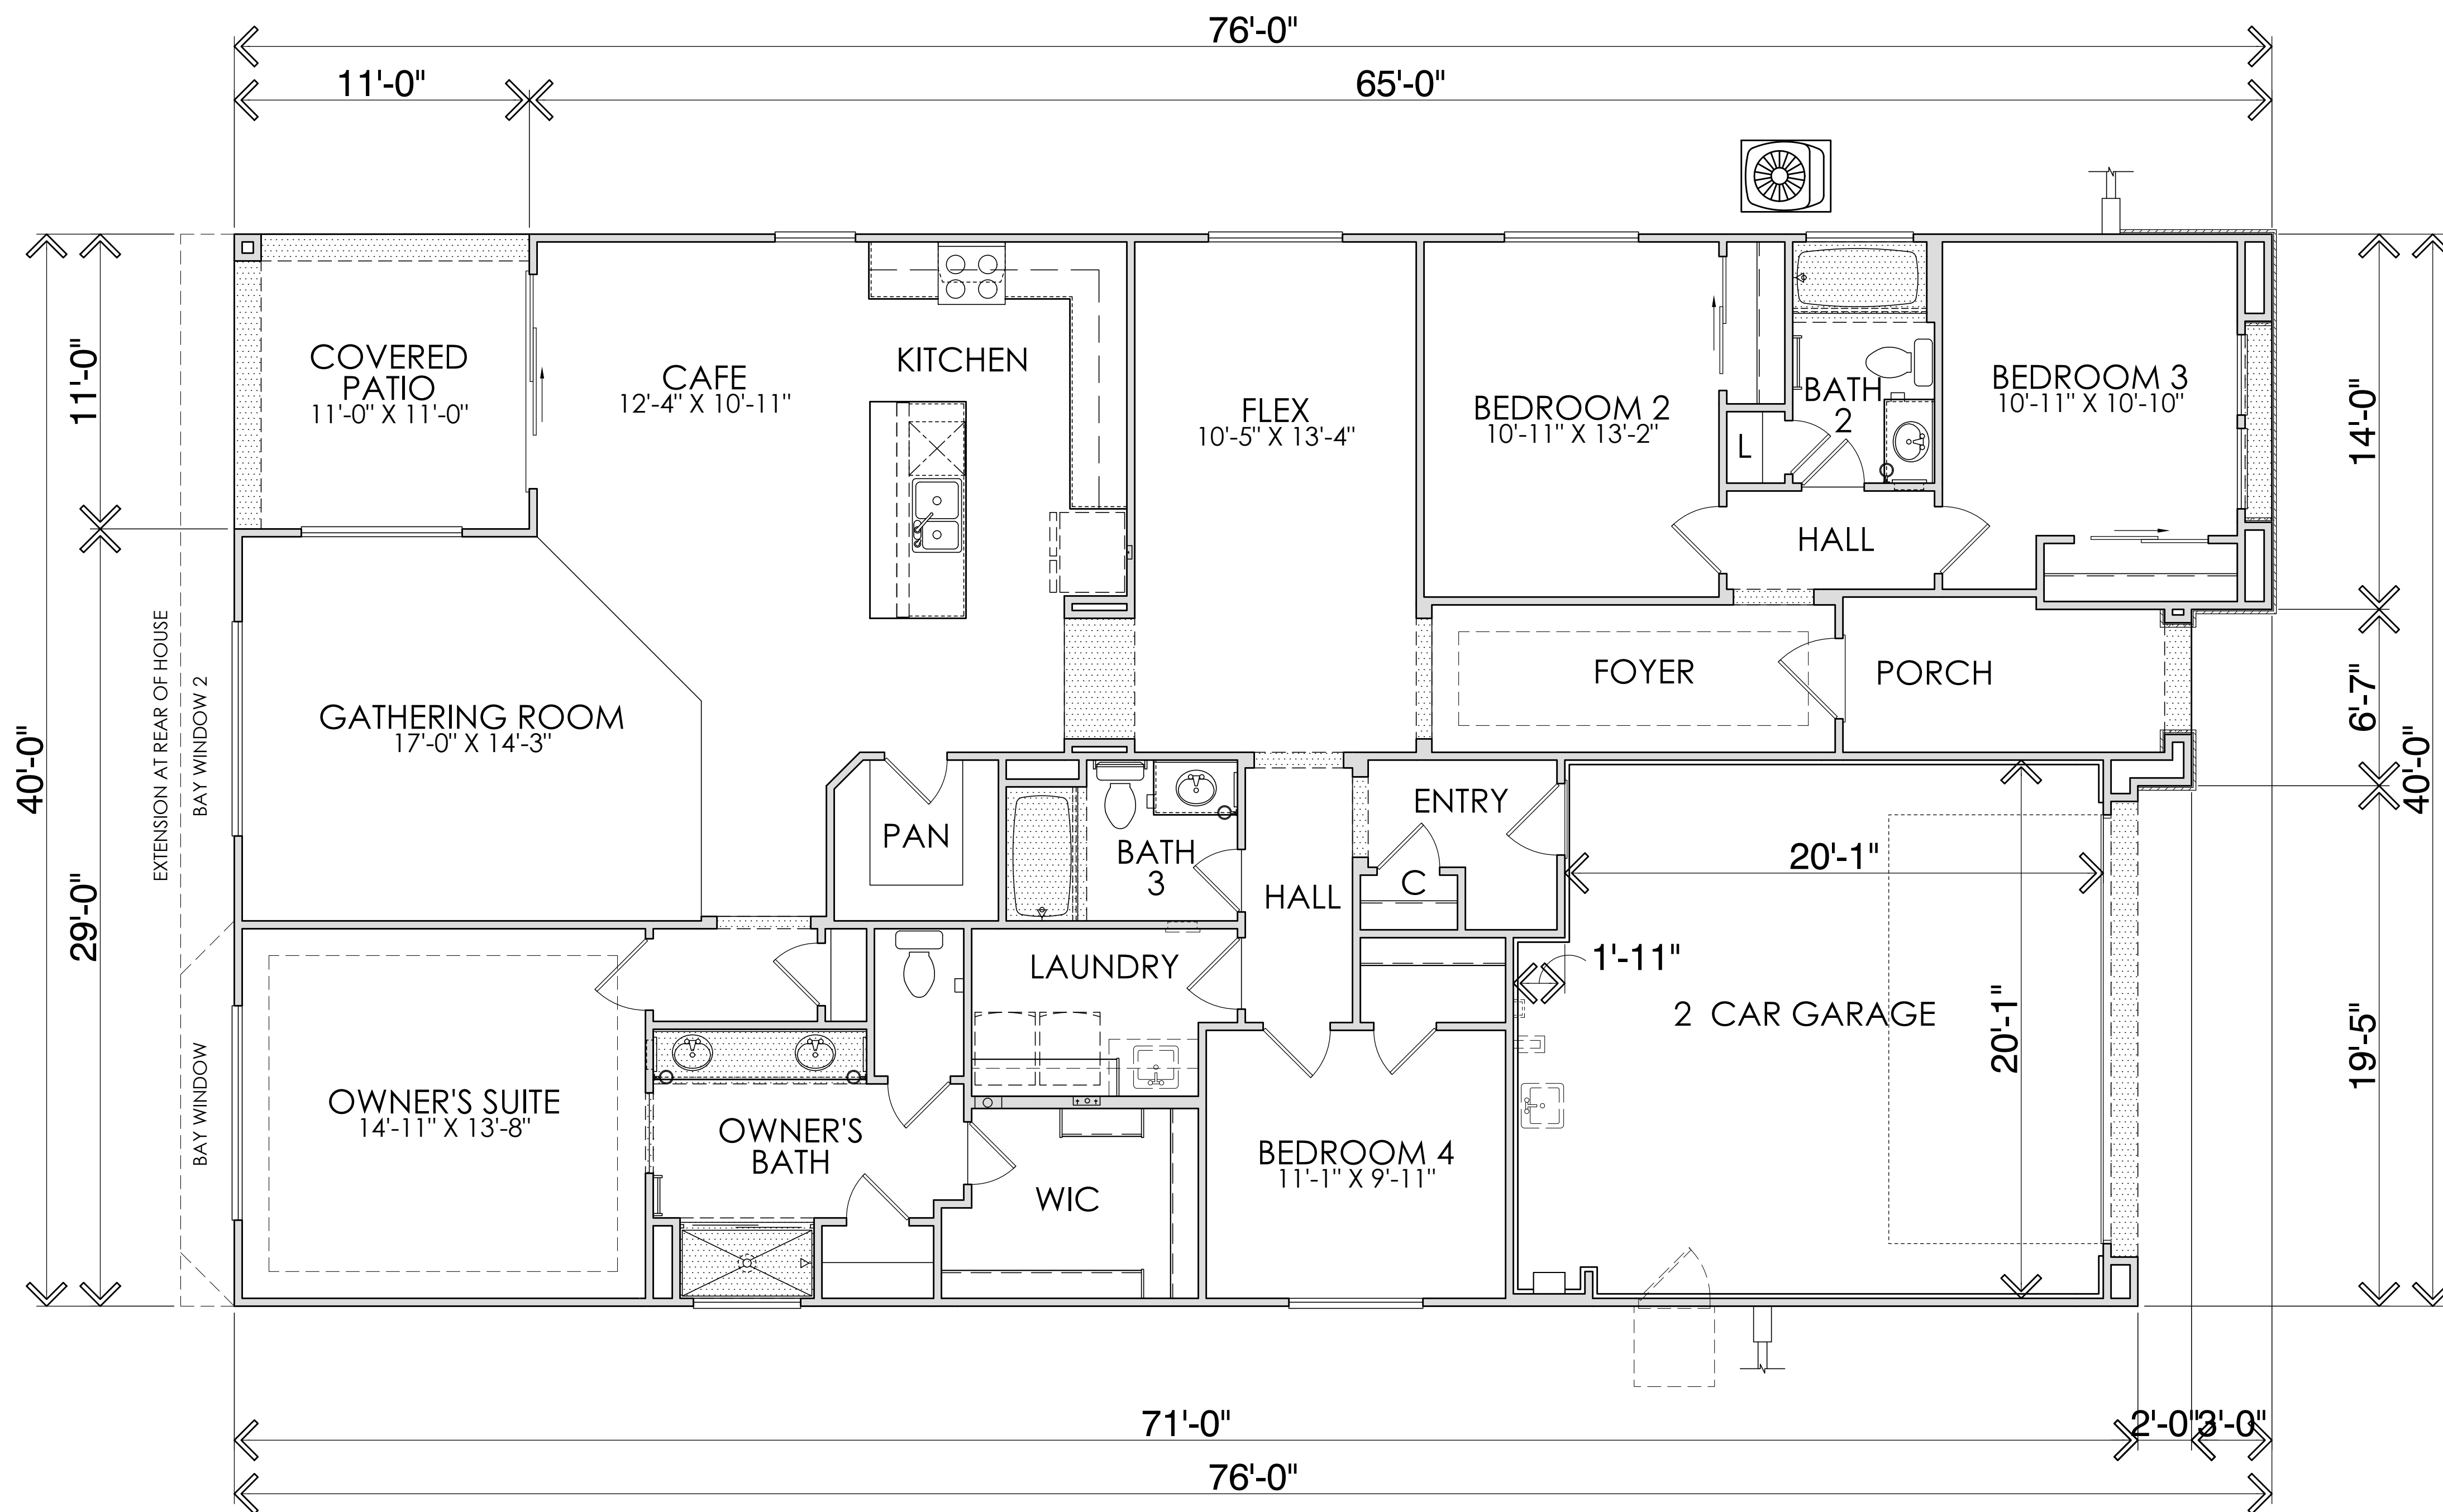 76'-0"
11'-0"
65'-0"
COVERED
PATIO
11'-0" X 11'-0"
CAFE
12'-4" X 10'-11"
KITCHEN
FLEX
10'-5" X 13'-4"
BEDROOM 2
10'-11" X 13'-2"
L
BATH
2
BEDROOM 3
10'-11" X 10'-10"
HALL
11'-0"
14'-0"
40'-0"
29'-0"
EXTENSION AT REAR OF HOUSE
BAY WINDOW 2
GATHERING ROOM
17'-0" X 14'-3"
FOYER
PORCH
6'-7"
40'-0"
PAN
BATH
3
HALL
ENTRY
C
20'-1"
1'-11"
LAUNDRY
2 CAR GARAGE
20'-1"
19'-5"
BAY WINDOW
OWNER'S SUITE
14'-11" X 13'-8"
OWNER'S
BATH
WIC
BEDROOM 4
11'-1" X 9'-11"
71'-0"
2'-0"
3'-0"
76'-0"